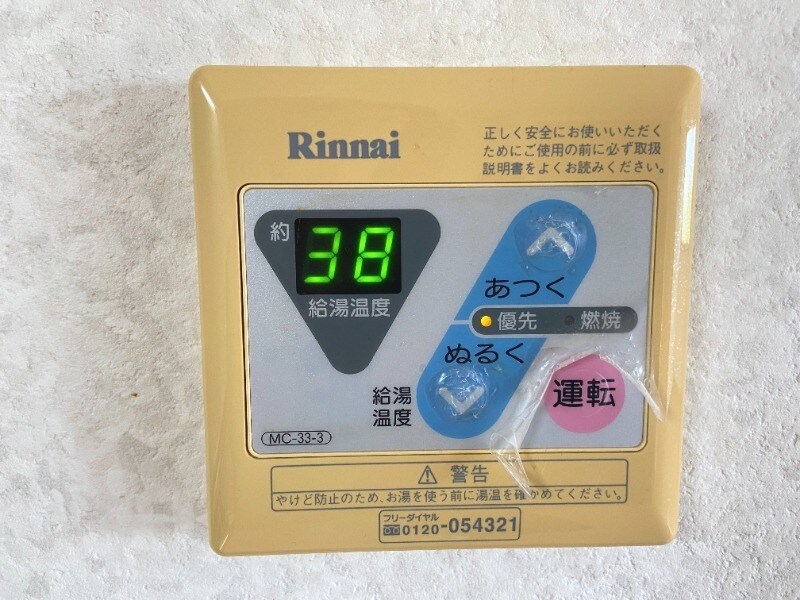 Rinnai
正しく安全にお使いいただく
ためにご使用の前に必ず取扱
説明書をよくお読みください。
約 38
給湯温度
あつく
優先 燃焼
ぬるく
給湯
温度
運転
MC-33-3
⚠ 警告
やけど防止のため、お湯を使う前に湯温を確かめてください。
フリーダイヤル
0120-054321